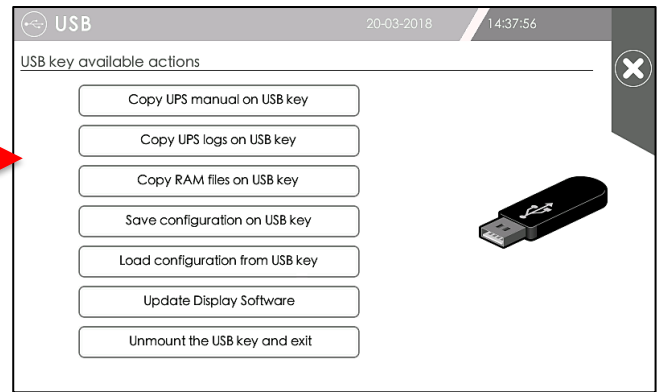 USB 20-03-2018 14:37:56
USB key available actions
Copy UPS manual on USB key
Copy UPS logs on USB key
Copy RAM files on USB key
Save configuration on USB key
Load configuration from USB key
Update Display Software
Unmount the USB key and exit